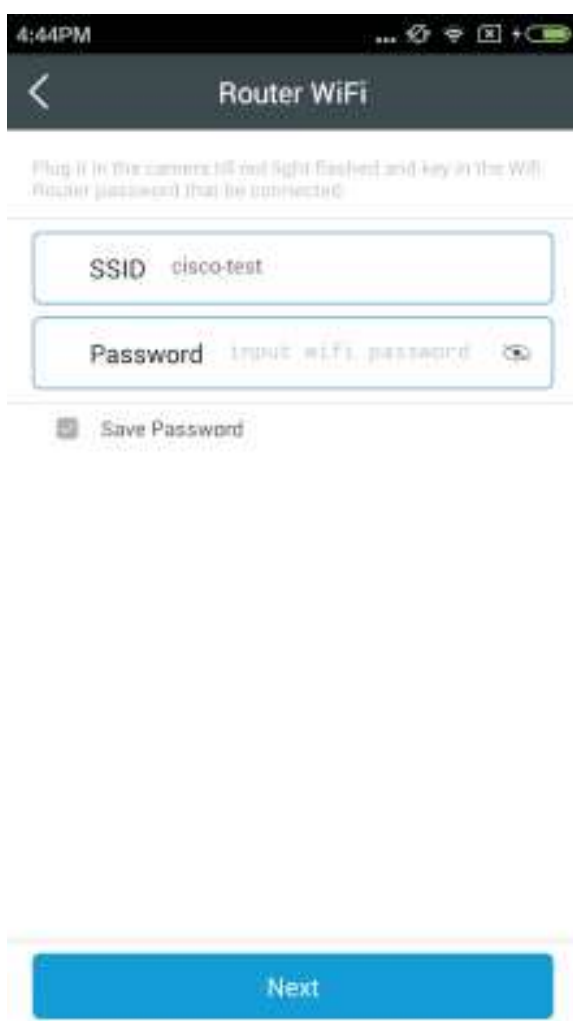 4:44PM
...
Router WiFi
Plug it in the camera till red light flashed and key in the Wifi
Router password that be connected
SSID cisco-test
Password input wifi password
Save Password
Next